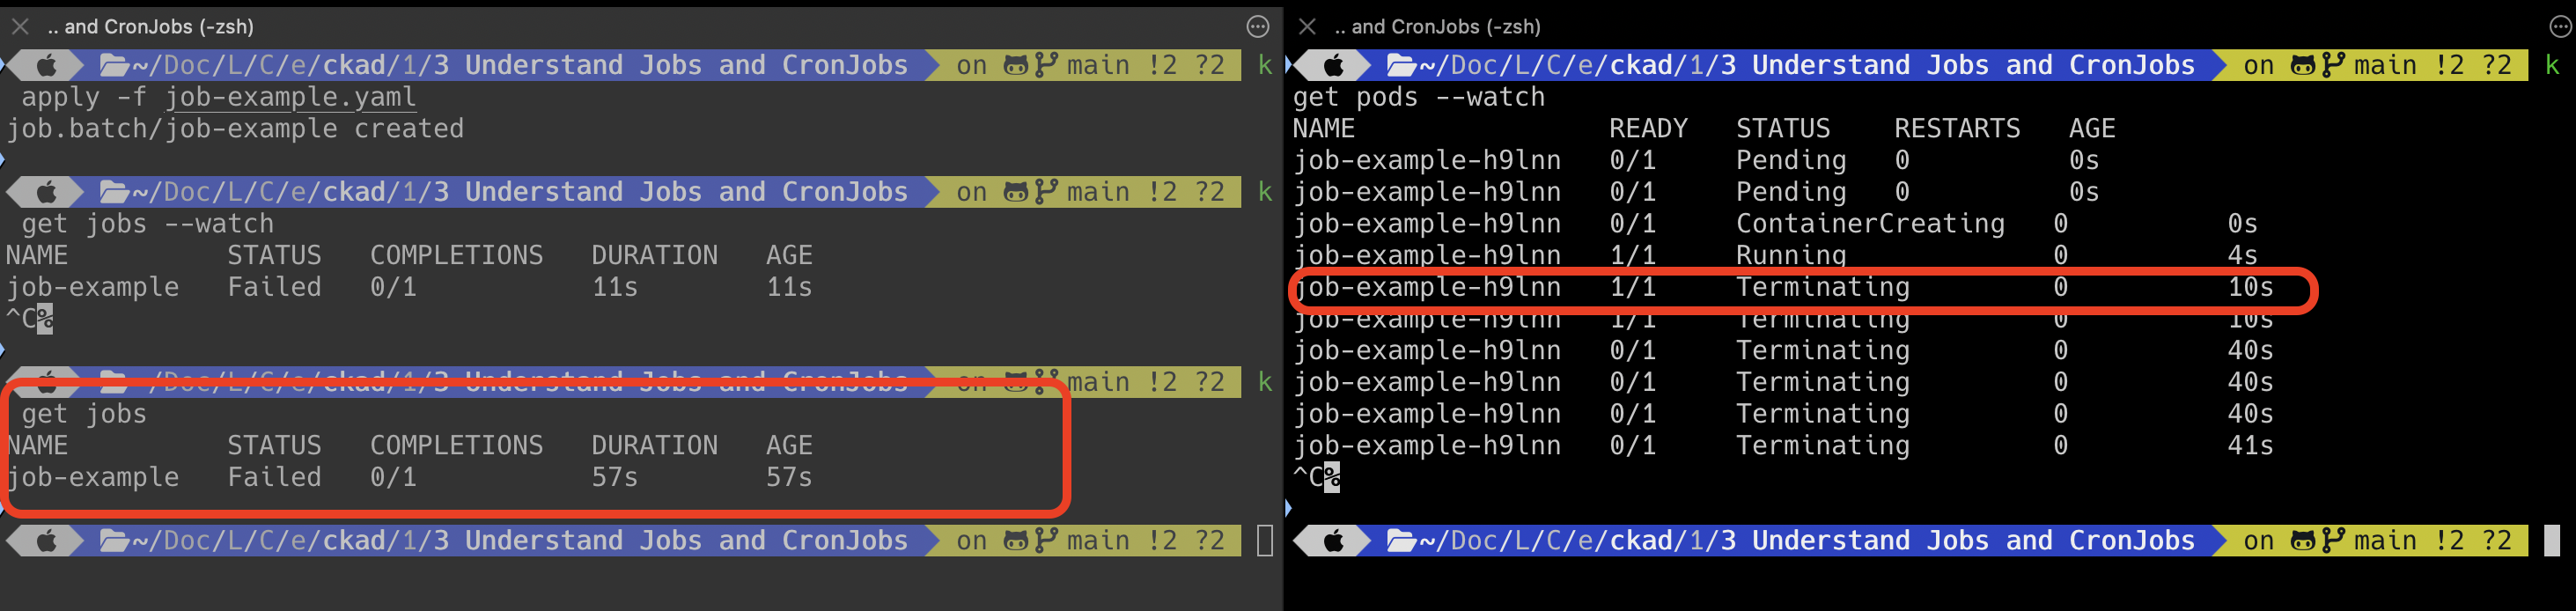 .. and CronJobs (-zsh)
~/Doc/L/C/e/ckad/1/3 Understand Jobs and CronJobs on main !2 ?2 k
apply -f job-example.yaml
job.batch/job-example created
~/Doc/L/C/e/ckad/1/3 Understand Jobs and CronJobs on main !2 ?2 k
get jobs --watch
NAME STATUS COMPLETIONS DURATION AGE
job-example Failed 0/1 11s 11s
^C%
~/Doc/L/C/e/ckad/1/3 Understand Jobs and CronJobs on main !2 ?2 k
get jobs
NAME STATUS COMPLETIONS DURATION AGE
job-example Failed 0/1 57s 57s
~/Doc/L/C/e/ckad/1/3 Understand Jobs and CronJobs on main !2 ?2
.. and CronJobs (-zsh)
~/Doc/L/C/e/ckad/1/3 Understand Jobs and CronJobs on main !2 ?2 k
get pods --watch
NAME READY STATUS RESTARTS AGE
job-example-h9lnn 0/1 Pending 0 0s
job-example-h9lnn 0/1 Pending 0 0s
job-example-h9lnn 0/1 ContainerCreating 0 0s
job-example-h9lnn 1/1 Running 0 4s
job-example-h9lnn 1/1 Terminating 0 10s
job-example-h9lnn 1/1 Terminating 0 10s
job-example-h9lnn 0/1 Terminating 0 40s
job-example-h9lnn 0/1 Terminating 0 40s
job-example-h9lnn 0/1 Terminating 0 40s
job-example-h9lnn 0/1 Terminating 0 41s
^C%
~/Doc/L/C/e/ckad/1/3 Understand Jobs and CronJobs on main !2 ?2